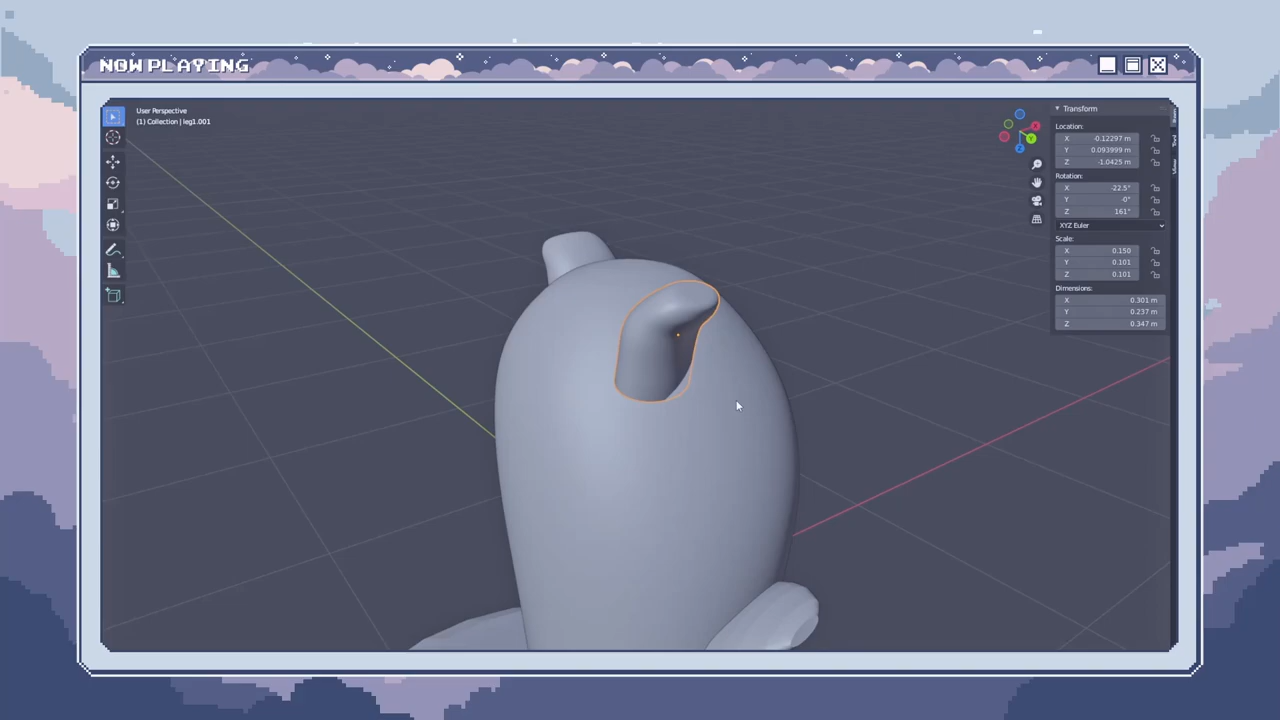 NOW PLAYING
User Perspective
(1) Collection | leg1.001
Transform
Location:
X -0.12297 m
Y 0.093999 m
Z -1.0425 m
Rotation:
X -22.5°
Y -0°
Z 161°
XYZ Euler
Scale:
X 0.150
Y 0.101
Z 0.101
Dimensions:
X 0.301 m
Y 0.237 m
Z 0.347 m
X
Y
Z